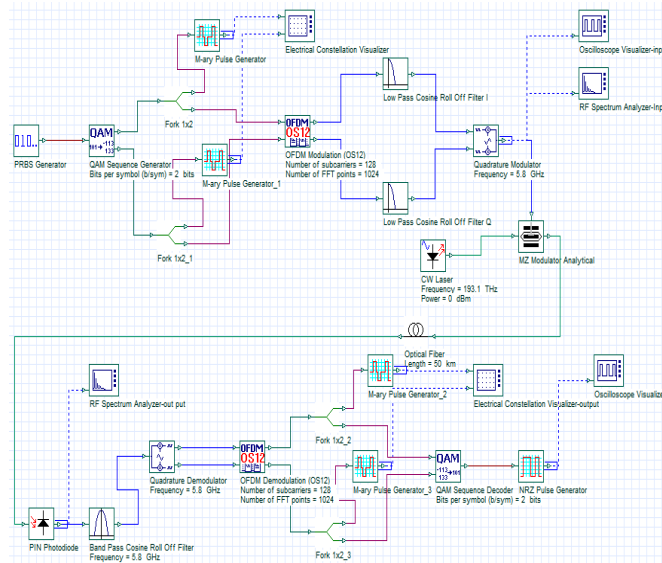 M-ary Pulse Generator
Electrical Constellation Visualizer
Oscilloscope Visualizer-inp
Low Pass Cosine Roll Off Filter I
RF Spectrum Analyzer-Inp
Fork 1x2
010..
PRBS Generator
QAM
QAM Sequence Generator
Bits per symbol (b/sym) = 2 bits
M-ary Pulse Generator_1
OFDM
OS12
OFDM Modulation (OS12)
Number of subcarriers = 128
Number of FFT points = 1024
Quadrature Modulator
Frequency = 5.8 GHz
Low Pass Cosine Roll Off Filter Q
Fork 1x2_1
CW Laser
Frequency = 193.1 THz
Power = 0 dBm
MZ Modulator Analytical
Optical Fiber
Length = 50 km
RF Spectrum Analyzer-out put
M-ary Pulse Generator_2
Electrical Constellation Visualizer-output
Oscilloscope Visualize
Fork 1x2_2
Quadrature Demodulator
Frequency = 5.8 GHz
OFDM
OS12
OFDM Demodulation (OS12)
Number of subcarriers = 128
Number of FFT points = 1024
M-ary Pulse Generator_3
QAM
QAM Sequence Decoder
Bits per symbol (b/sym) = 2 bits
NRZ Pulse Generator
PIN Photodiode
Band Pass Cosine Roll Off Filter
Frequency = 5.8 GHz
Fork 1x2_3